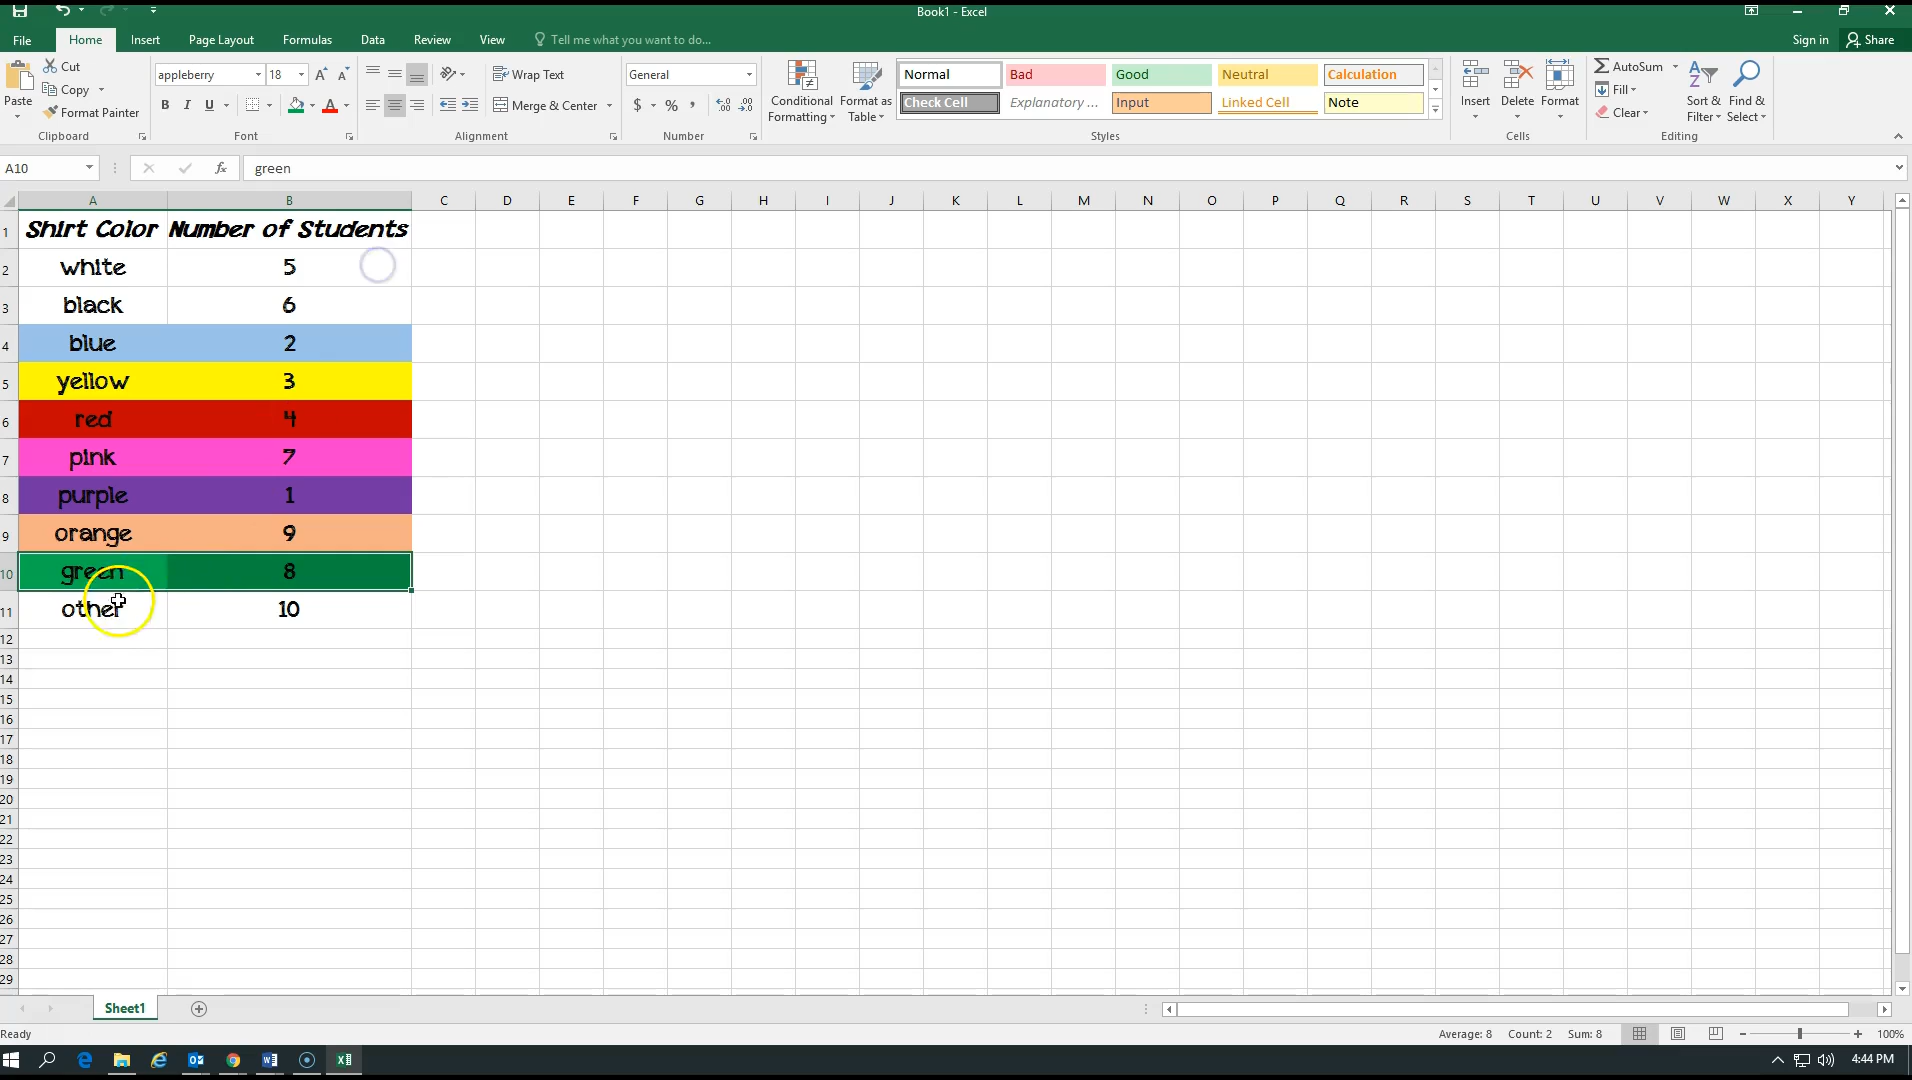 Book1 - Excel
File Home Insert Page Layout Formulas Data Review View Tell me what you want to do... Sign in Share
Paste
Cut
Copy
Format Painter
Clipboard
appleberry 18
B I U
Font
Wrap Text
Merge & Center
Alignment
General
$ % ,
Number
Conditional Formatting
Format as Table
Normal Bad Good Neutral Calculation
Check Cell Explanatory ... Input Linked Cell Note
Styles
Insert Delete Format
Cells
AutoSum
Fill
Clear
Sort & Filter
Find & Select
Editing
A10 fx green
A B C D E F G H I J K L M N O P Q R S T U V W X Y
1 Shirt Color Number of Students
2 white 5
3 black 6
4 blue 2
5 yellow 3
6 red 4
7 pink 7
8 purple 1
9 orange 9
10 green 8
11 other 10
12
13
14
15
16
17
18
19
20
21
22
23
24
25
26
27
28
29
Sheet1
Ready Average: 8 Count: 2 Sum: 8 100%
4:44 PM